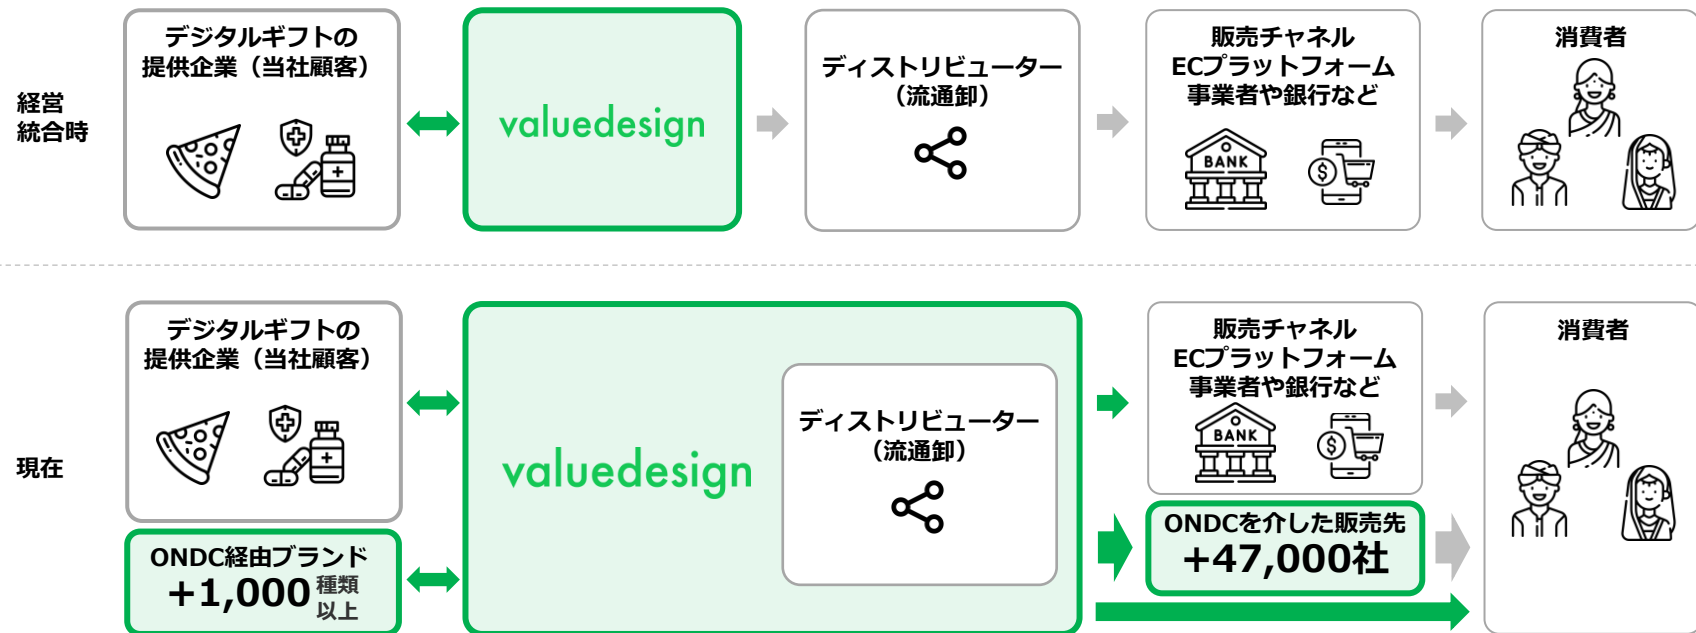 経営
統合時
デジタルギフトの
提供企業（当社顧客）
valuedesign
ディストリビューター
（流通卸）
販売チャネル
ECプラットフォーム
事業者や銀行など
BANK
$
消費者
現在
デジタルギフトの
提供企業（当社顧客）
ONDC経由ブランド
+1,000種類
以上
valuedesign
ディストリビューター
（流通卸）
販売チャネル
ECプラットフォーム
事業者や銀行など
BANK
$
ONDCを介した販売先
+47,000社
消費者